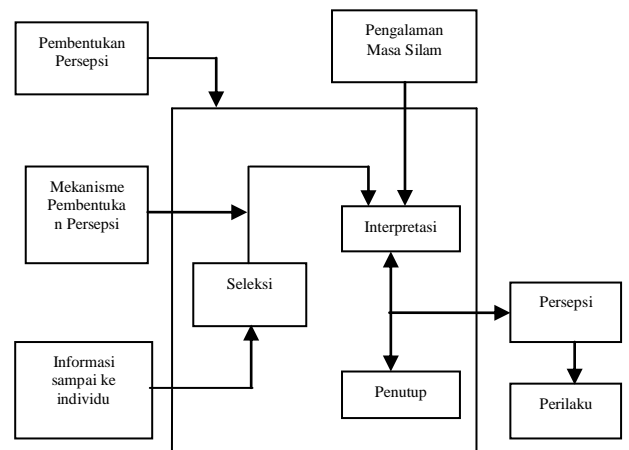 Pembentukan
Persepsi
Pengalaman
Masa Silam
Mekanisme
Pembentuka
n Persepsi
Interpretasi
Seleksi
Persepsi
Informasi
sampai ke
individu
Penutup
Perilaku